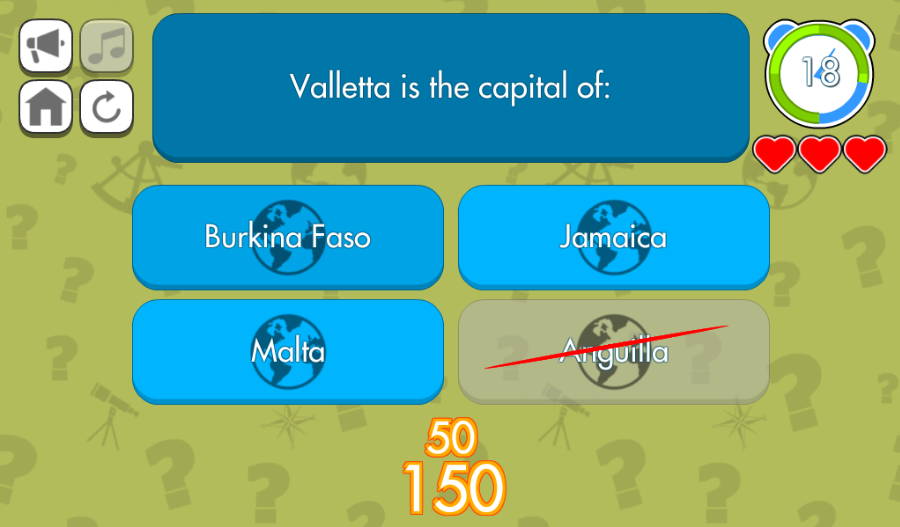 Valletta is the capital of:
18
Burkina Faso
Jamaica
Malta
Anguilla
50
150